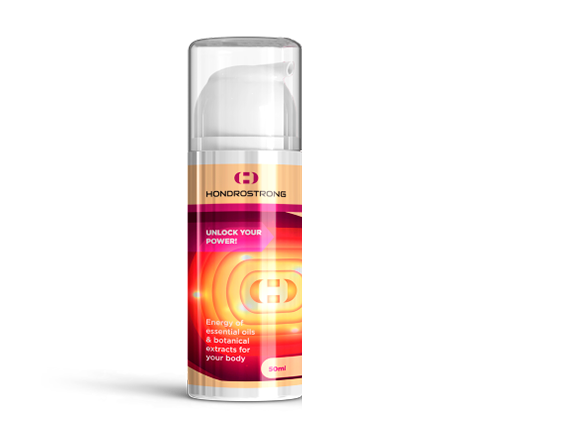 HONDROSTRONG
UNLOCK YOUR
POWER!
Energy of
essential oils
& botanical
extracts for
your body
50ml